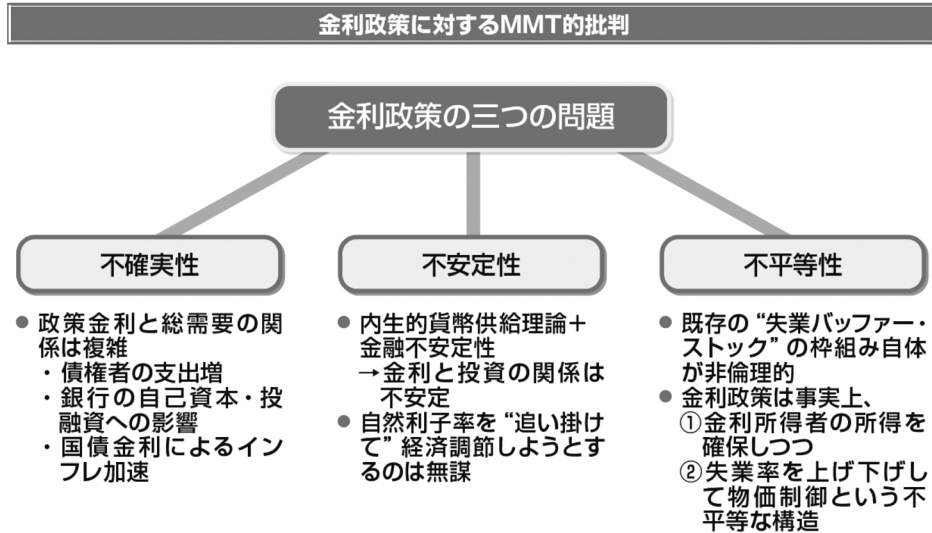 金利政策に対するMMT的批判
金利政策の三つの問題
不確実性
● 政策金利と総需要の関
係は複雑
・債権者の支出増
・銀行の自己資本・投
融資への影響
・国債金利によるイン
フレ加速
不安定性
● 内生的貨幣供給理論＋
金融不安定性
→金利と投資の関係は
不安定
● 自然利子率を“追い掛け
て”経済調節しようとす
るのは無謀
不平等性
● 既存の“失業バッファー・
ストック”の枠組み自体
が非倫理的
● 金利政策は事実上、
①金利所得者の所得を
確保しつつ
②失業率を上げ下げし
て物価制御という不
平等な構造